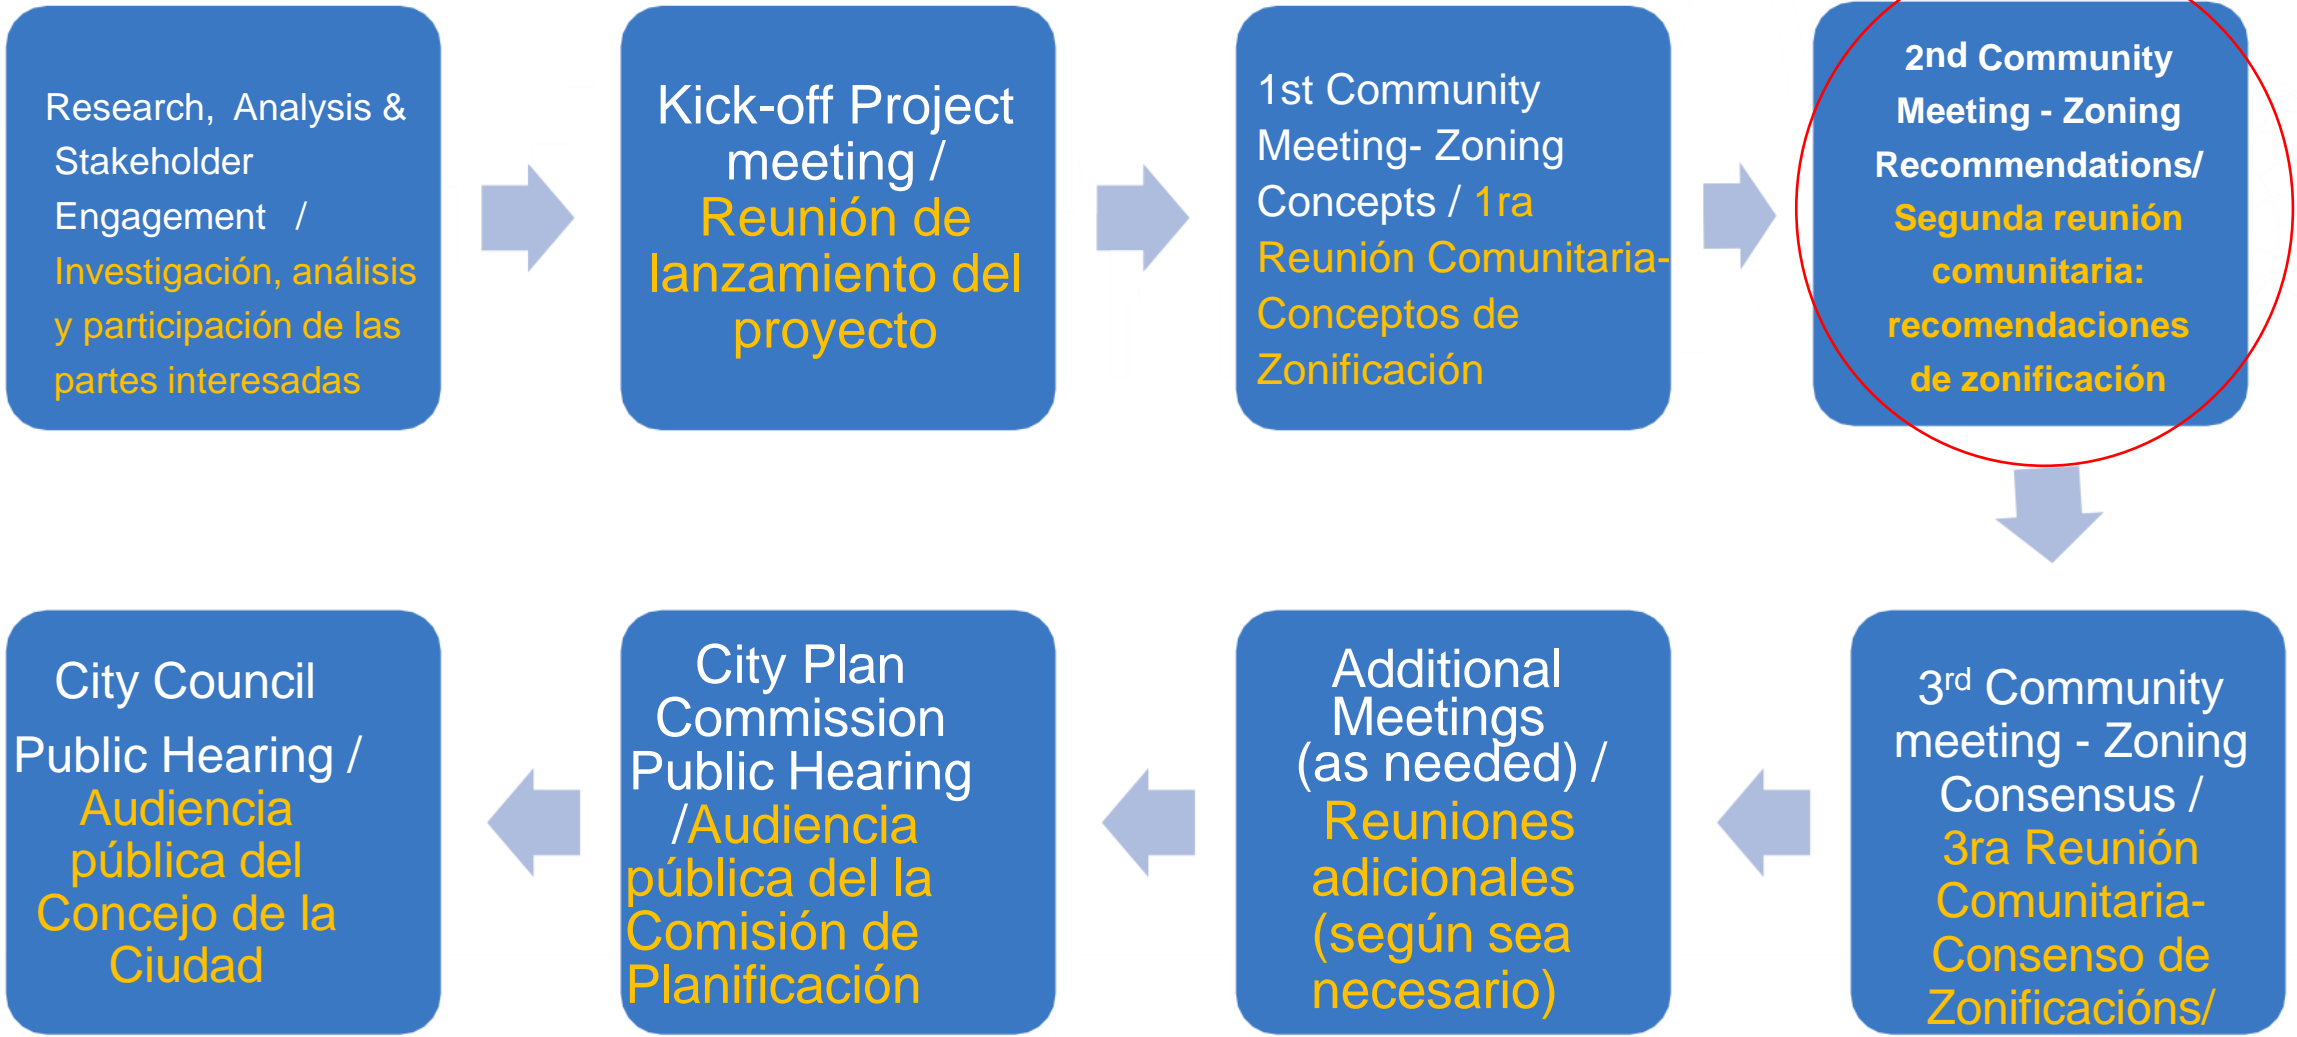 Research, Analysis &
Stakeholder
Engagement /
Investigación, análisis
y participación de las
partes interesadas
Kick-off Project
meeting /
Reunión de
lanzamiento del
proyecto
1st Community
Meeting- Zoning
Concepts / 1ra
Reunión Comunitaria-
Conceptos de
Zonificación
2nd Community
Meeting - Zoning
Recommendations/
Segunda reunión
comunitaria:
recomendaciones
de zonificación
3rd Community
meeting - Zoning
Consensus /
3ra Reunión
Comunitaria-
Consenso de
Zonificacións/
Additional
Meetings
(as needed) /
Reuniones
adicionales
(según sea
necesario)
City Plan
Commission
Public Hearing
/Audiencia
pública del la
Comisión de
Planificación
City Council
Public Hearing /
Audiencia
pública del
Concejo de la
Ciudad